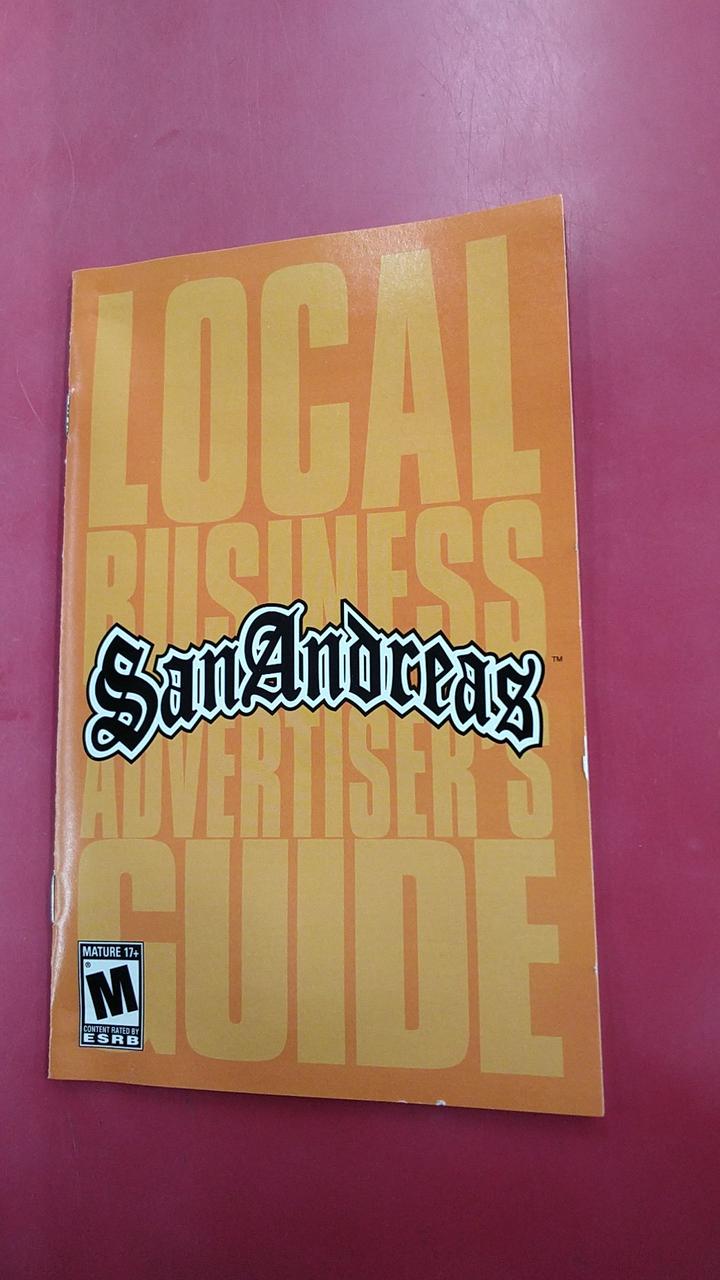 LOCAL
BUSINESS
SanAndreas™
ADVERTISER'S
GUIDE
MATURE 17+
M
®
CONTENT RATED BY
ESRB